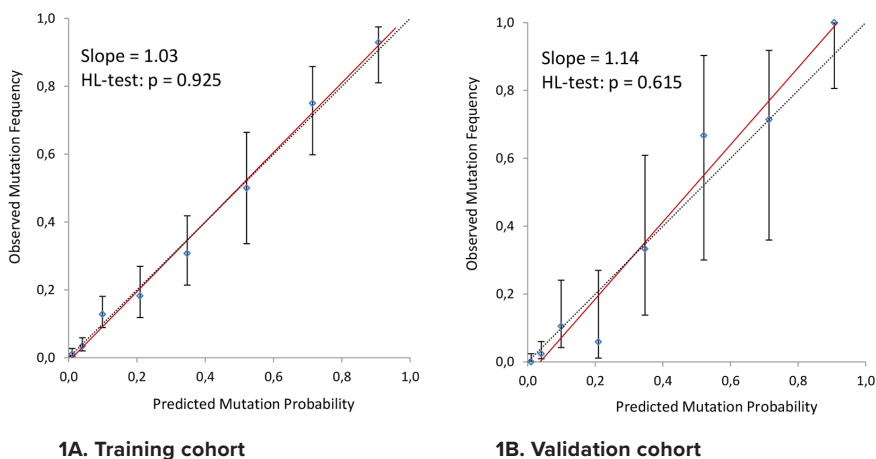 Slope = 1.03
HL-test: p = 0.925
Observed Mutation Fequency
1,0
0,8
0,6
0,4
0,2
0,0
0,0 0,2 0,4 0,6 0,8 1,0
Predicted Mutation Probability
1A. Training cohort
Slope = 1.14
HL-test: p = 0.615
Observed Mutation Fequency
1,0
0,8
0,6
0,4
0,2
0,0
0,0 0,2 0,4 0,6 0,8 1,0
Predicted Mutation Probability
1B. Validation cohort